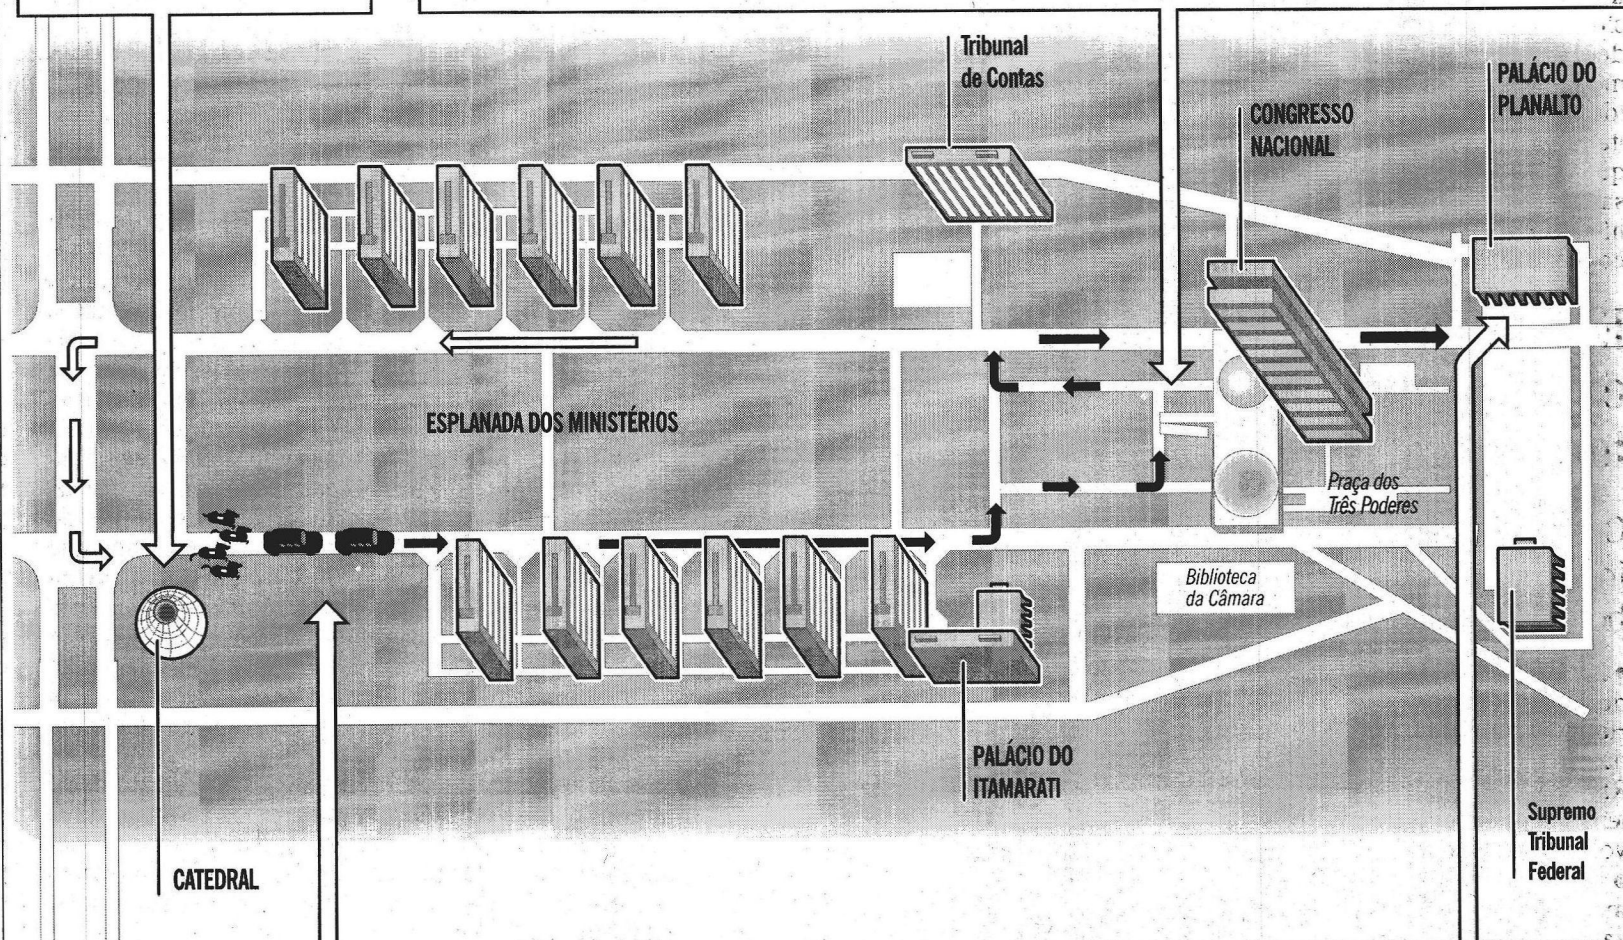 Tribunal
de Contas
PALÁCIO DO
PLANALTO
CONGRESSO
NACIONAL
ESPLANADA DOS MINISTÉRIOS
Praça dos
Três Poderes
Biblioteca
da Câmara
PALÁCIO DO
ITAMARATI
Supremo
Tribunal
Federal
CATEDRAL